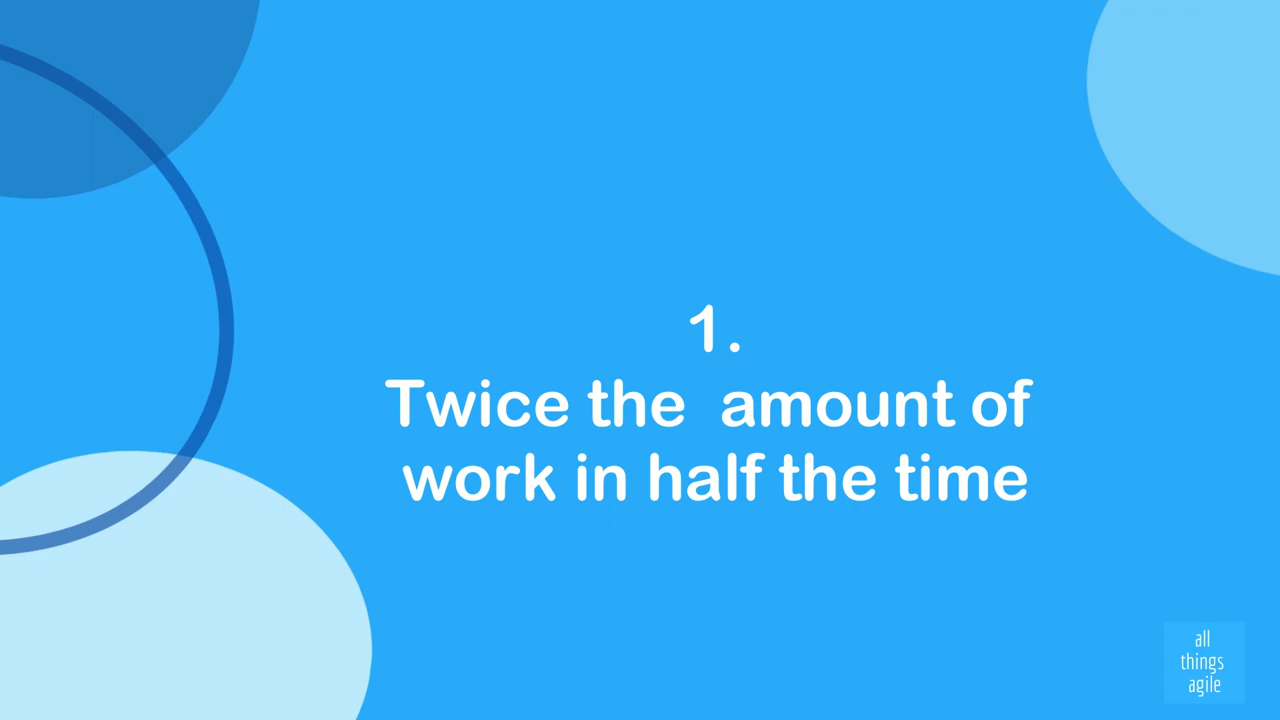 1.
Twice the  amount of
work in half the time
all
things
agile